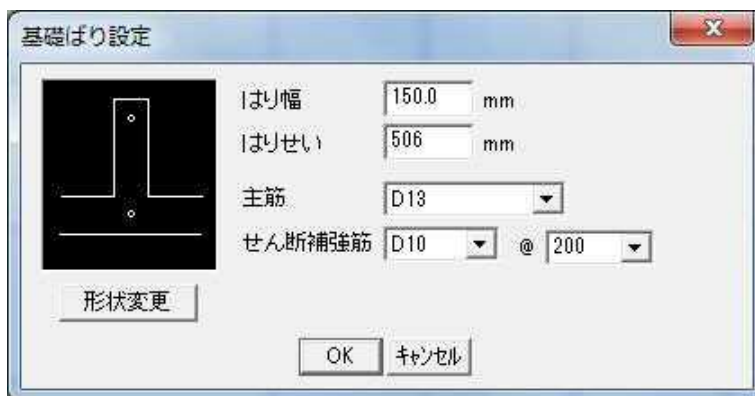 基礎ばり設定
はり幅 150.0 mm
はりせい 506 mm
主筋 D13
せん断補強筋 D10 @ 200
形状変更
OK キャンセル